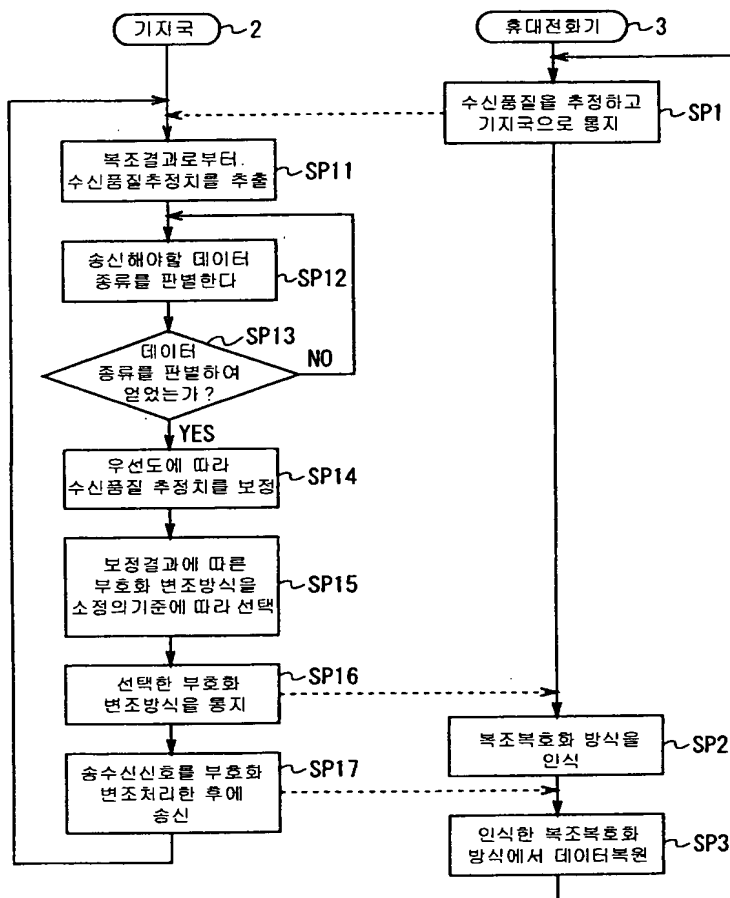 기지국
2
복조결과로부터.
수신품질추정치를 추출
SP11
송신해야할 데이터
종류를 판별한다
SP12
SP13
데이터
종류를 판별하여
얻었는가?
NO
YES
우선도에 따라
수신품질 추정치를 보정
SP14
보정결과에 따른
부호화 변조방식을
소정의기준에 따라 선택
SP15
선택한 부호화
변조방식을 통지
SP16
송수신신호를 부호화
변조처리한 후에
송신
SP17
휴대전화기
3
수신품질을 추정하고
기지국으로 통지
SP1
복조복호화 방식을
인식
SP2
인식한 복조복호화
방식에서 데이터복원
SP3